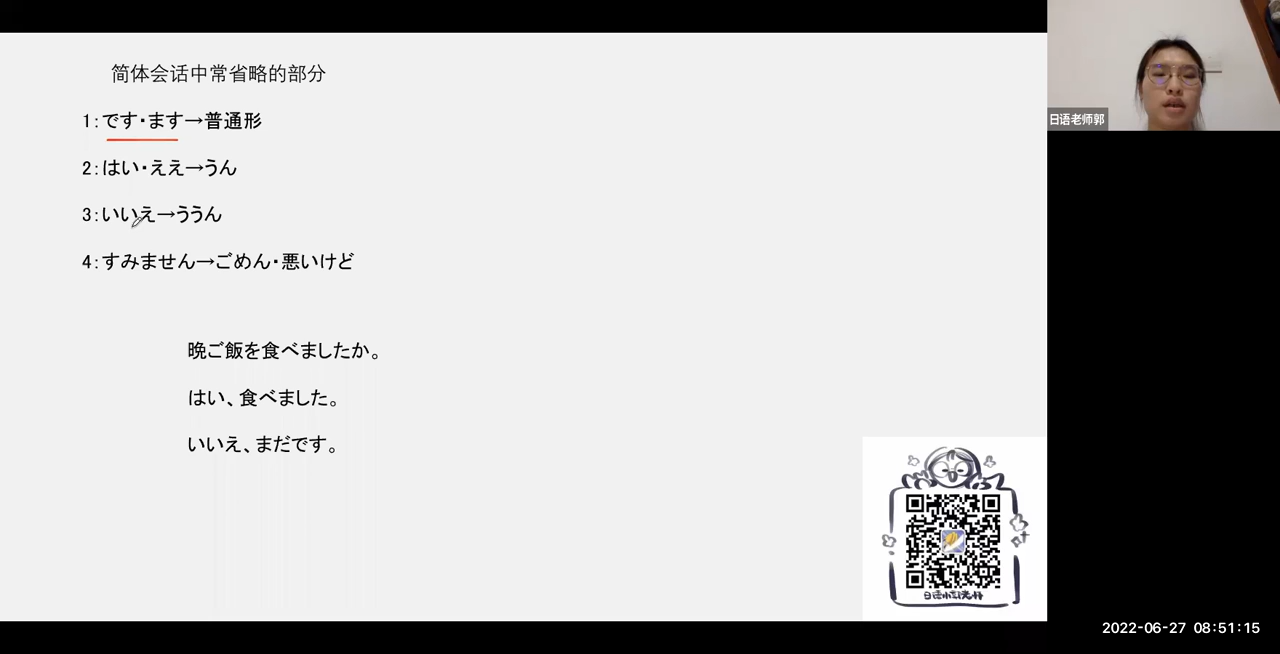 简体会话中常省略的部分
1:です・ます→普通形
2:はい・ええ→うん
3:いいえ→ううん
4:すみません→ごめん・悪いけど
晩ご飯を食べましたか。
はい、食べました。
いいえ、まだです。
日语老师郭
2022-06-27 08:51:15